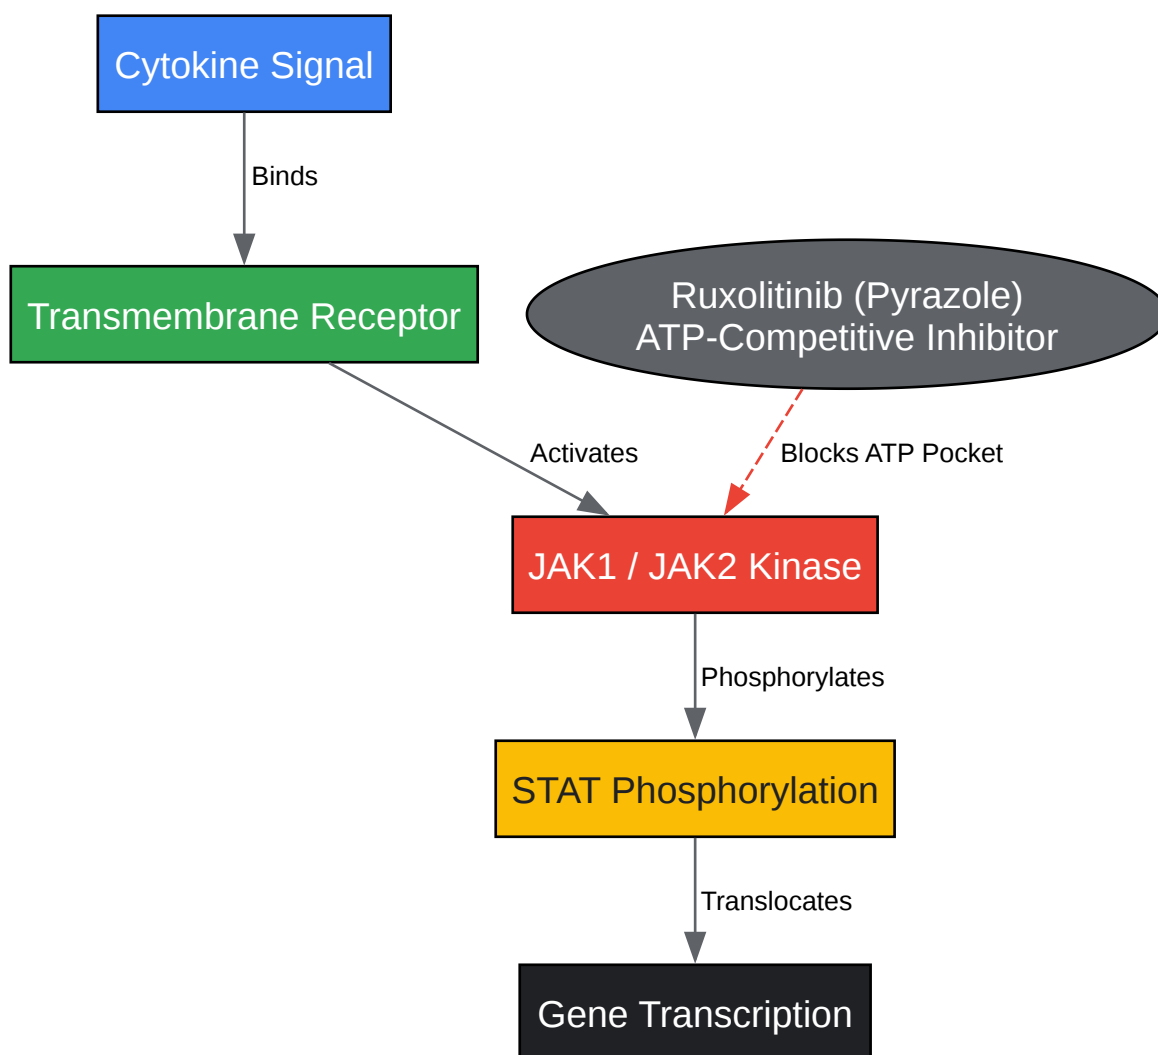 Cytokine Signal
Binds
Transmembrane Receptor
Ruxolitinib (Pyrazole)
ATP-Competitive Inhibitor
Activates
Blocks ATP Pocket
JAK1 / JAK2 Kinase
Phosphorylates
STAT Phosphorylation
Translocates
Gene Transcription